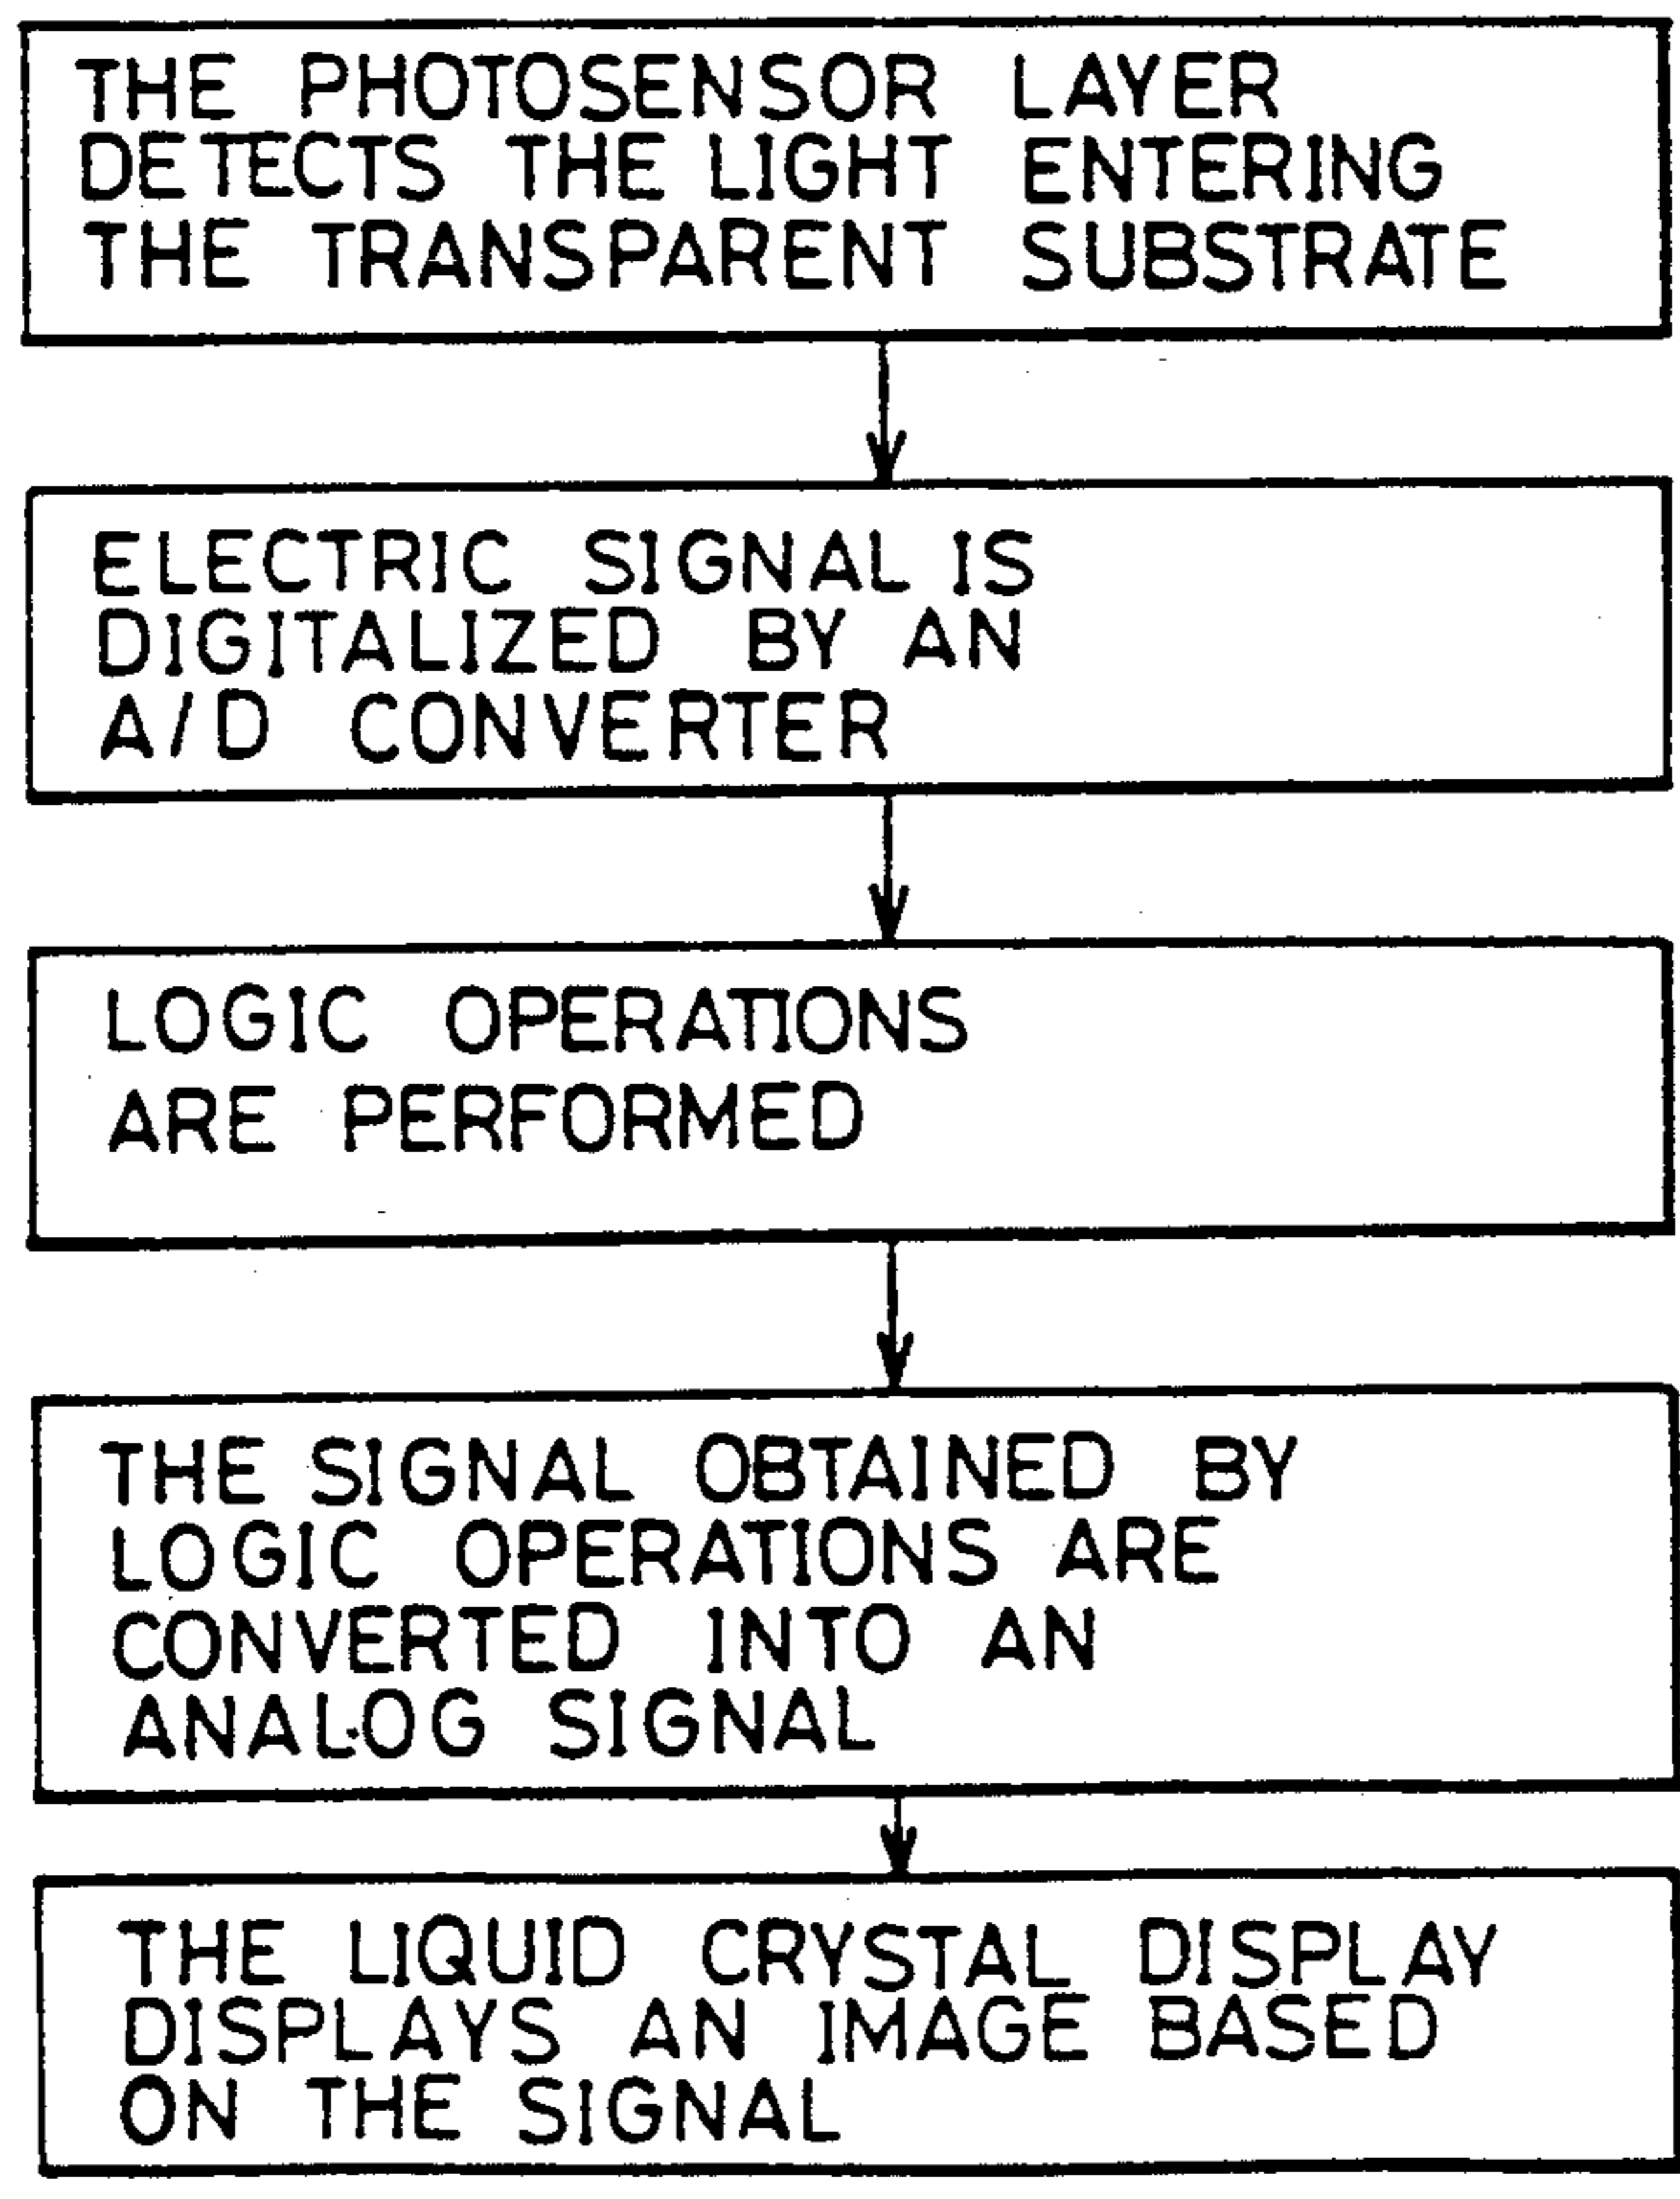 THE PHOTOSENSOR LAYER
DETECTS THE LIGHT ENTERING
THE TRANSPARENT SUBSTRATE
ELECTRIC SIGNAL IS
DIGITALIZED BY AN
A/D CONVERTER
LOGIC OPERATIONS
ARE PERFORMED
THE SIGNAL OBTAINED BY
LOGIC OPERATIONS ARE
CONVERTED INTO AN
ANALOG SIGNAL
THE LIQUID CRYSTAL DISPLAY
DISPLAYS AN IMAGE BASED
ON THE SIGNAL